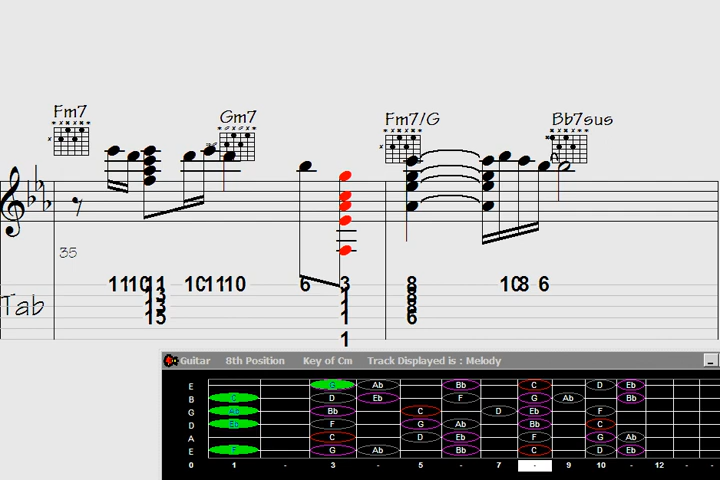 Fm7 Gm7 Fm7/G Bb7sus
35
11 10 11 10 11 10 6 3 8 10 8 6
13 1 8
13 1 8
15 1 6
1
Tab
Guitar 8th Position Key of Cm Track Displayed is : Melody
E G Ab Bb C D Eb
B C D Eb F G Ab Bb
G Ab Bb C D Eb F
D Eb F G Ab Bb C
A C D Eb F G Ab
E F G Ab Bb C D Eb
0 1 - 3 - 5 - 7 - 9 10 - 12 - -